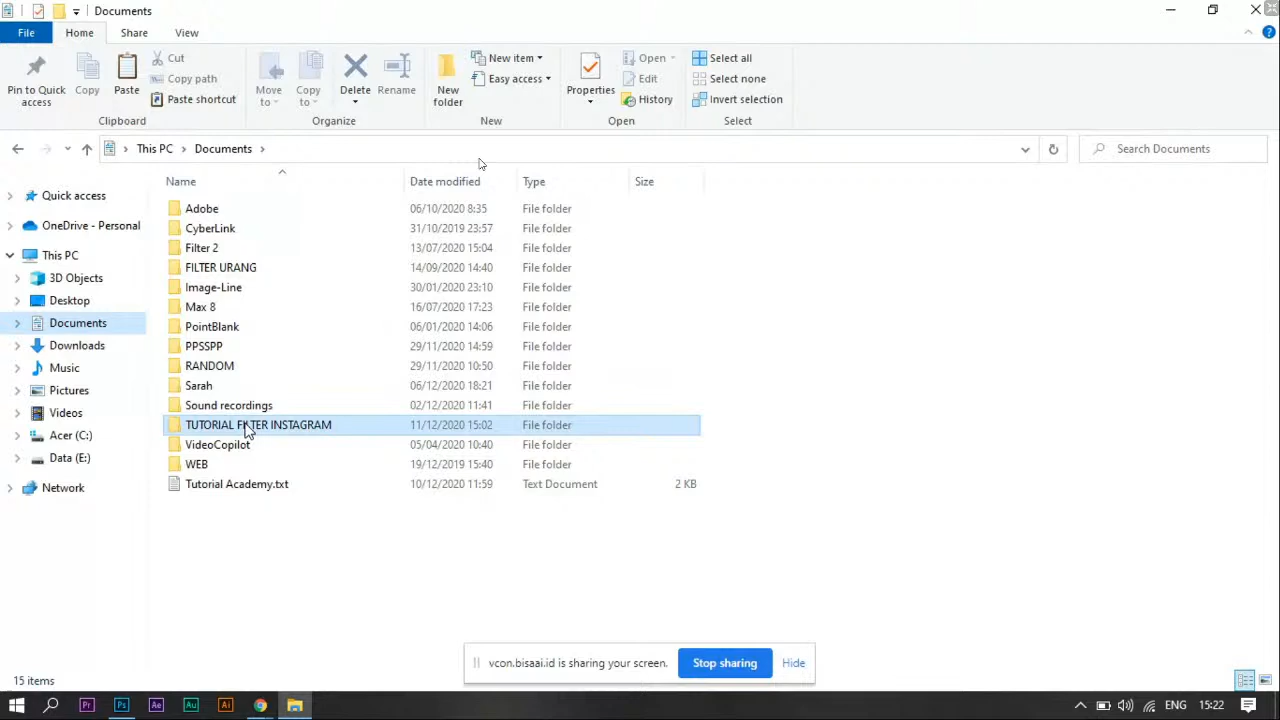 Documents
File Home Share View
Pin to Quick access
Copy
Paste
Cut
Copy path
Paste shortcut
Clipboard
Move to
Copy to
Delete
Rename
Organize
New folder
New item
Easy access
New
Properties
Open
Edit
History
Open
Select all
Select none
Invert selection
Select
This PC > Documents >
Search Documents
Quick access
OneDrive - Personal
This PC
3D Objects
Desktop
Documents
Downloads
Music
Pictures
Videos
Acer (C:)
Data (E:)
Network
Name Date modified Type Size
Adobe 06/10/2020 8:35 File folder
CyberLink 31/10/2019 23:57 File folder
Filter 2 13/07/2020 15:04 File folder
FILTER URANG 14/09/2020 14:40 File folder
Image-Line 30/01/2020 23:10 File folder
Max 8 16/07/2020 17:23 File folder
PointBlank 06/01/2020 14:06 File folder
PPSSPP 29/11/2020 14:59 File folder
RANDOM 29/11/2020 10:50 File folder
Sarah 06/12/2020 18:21 File folder
Sound recordings 02/12/2020 11:41 File folder
TUTORIAL FILTER INSTAGRAM 11/12/2020 15:02 File folder
VideoCopilot 05/04/2020 10:40 File folder
WEB 19/12/2019 15:40 File folder
Tutorial Academy.txt 10/12/2020 11:59 Text Document 2 KB
vcon.bisaai.id is sharing your screen. Stop sharing Hide
15 items
Pr Ps Ae Au Ai ENG 15:22